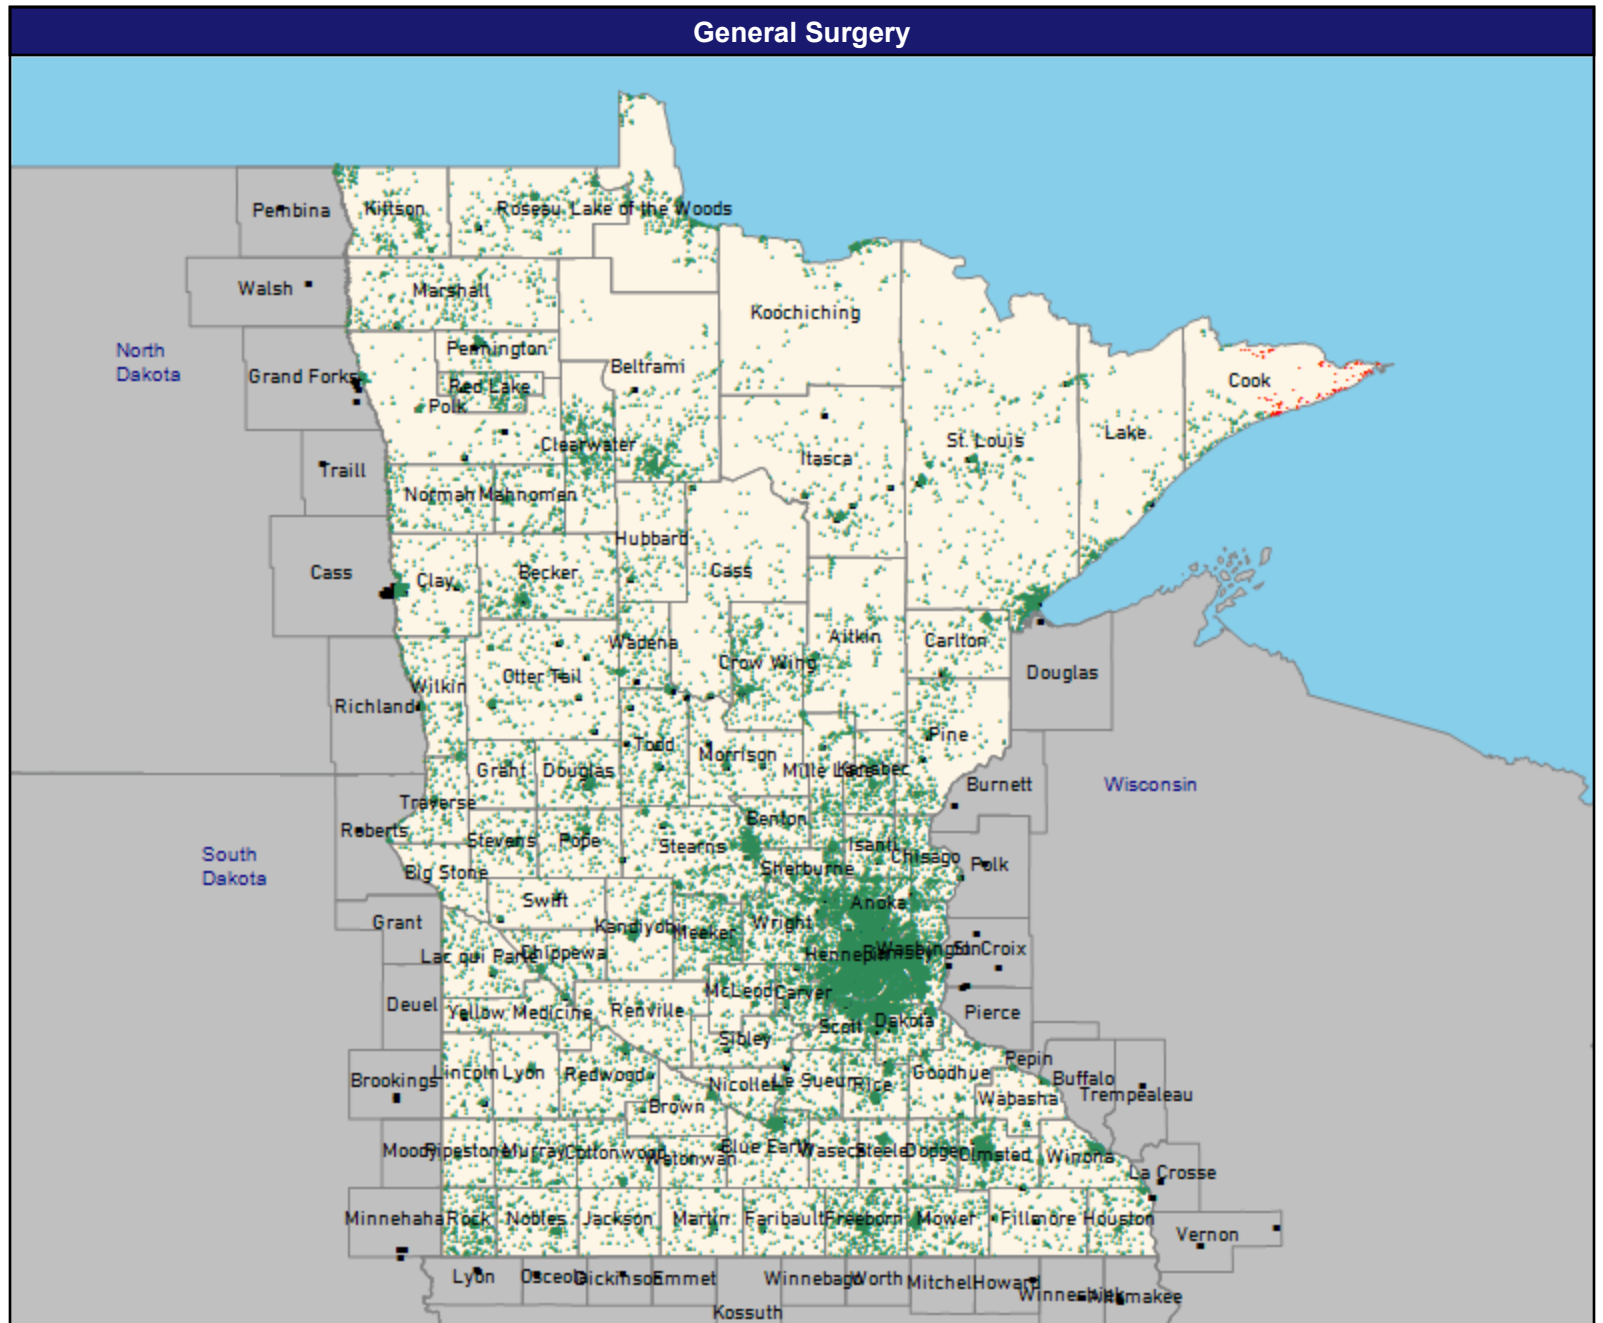 General Surgery
Pembina
Kittson
Roseau
Lake of the Woods
Walsh
Marshall
Koochiching
North
Dakota
Pennington
Grand Forks
Beltrami
Red Lake
Cook
Polk
Clearwater
St. Louis
Lake
Itasca
Traill
Norman
Mahnomen
Hubbard
Cass
Clay
Becker
Cass
Wadena
Aitkin
Carlton
Crow Wing
Otter Tail
Douglas
Wilkin
Richland
Pine
Todd
Morrison
Grant
Douglas
Mille Lacs
Kanabec
Burnett
Wisconsin
Traverse
Roberts
Stevens
Pope
Stearns
Benton
Isanti
Chisago
Polk
South
Dakota
Big Stone
Sherburne
Swift
Anoka
Grant
Kandiyohi
Meeker
Wright
Lac qui Parle
Chippewa
Hennepin
Ramsey
Washington
St. Croix
McLeod
Carver
Deuel
Yellow Medicine
Renville
Scott
Dakota
Pierce
Sibley
Pepin
Brookings
Lincoln
Lyon
Redwood
Nicollet
Le Sueur
Rice
Goodhue
Buffalo
Trempealeau
Wabasha
Brown
Moody
Pipestone
Murray
Cottonwood
Watonwan
Blue Earth
Waseca
Steele
Dodge
Olmsted
Winona
La Crosse
Minnehaha
Rock
Nobles
Jackson
Martin
Faribault
Freeborn
Mower
Fillmore
Houston
Vernon
Lyon
Osceola
Dickinson
Emmet
Winnebago
Worth
Mitchell
Howard
Winneshiek
Allamakee
Kossuth